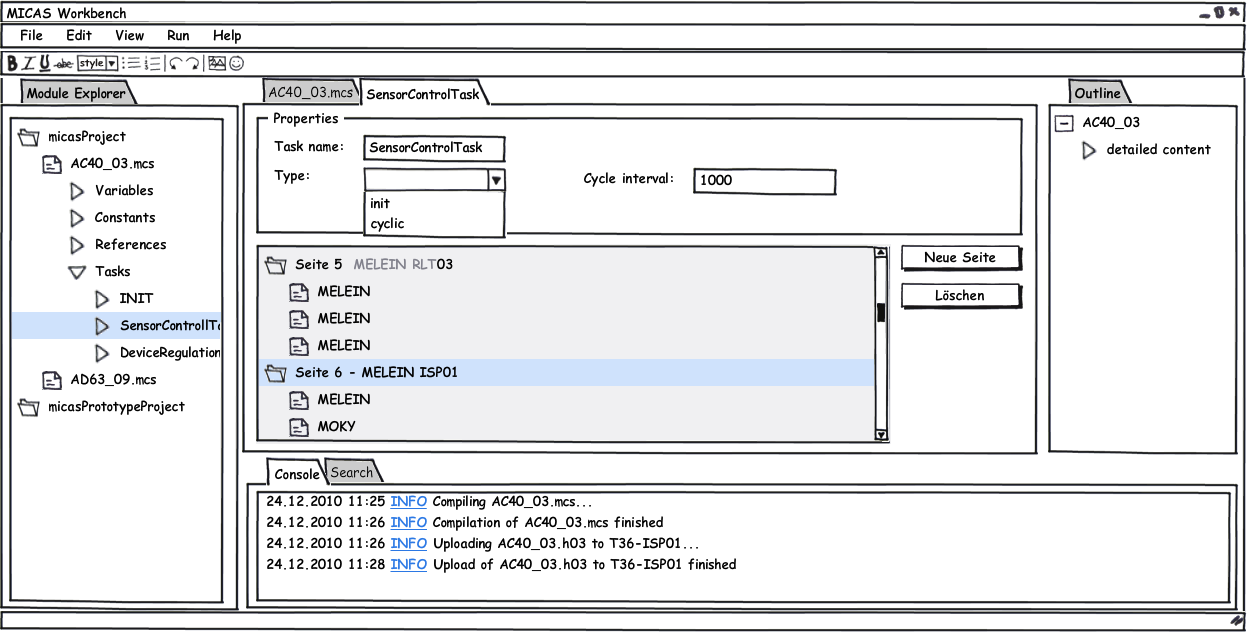 MICAS Workbench
File Edit View Run Help
B I U abc style
Module Explorer
micasProject
AC40_03.mcs
Variables
Constants
References
Tasks
INIT
SensorControllTa
DeviceRegulation
AD63_09.mcs
micasPrototypeProject
AC40_03.mcs SensorControlTask
Properties
Task name: SensorControlTask
Type: Cycle interval: 1000
init
cyclic
Seite 5 MELEIN RLT03
MELEIN
MELEIN
MELEIN
Seite 6 - MELEIN ISP01
MELEIN
MOKY
Neue Seite
Löschen
Outline
AC40_03
detailed content
Console Search
24.12.2010 11:25 INFO Compiling AC40_03.mcs...
24.12.2010 11:26 INFO Compilation of AC40_03.mcs finished
24.12.2010 11:26 INFO Uploading AC40_03.h03 to T36-ISP01...
24.12.2010 11:28 INFO Upload of AC40_03.h03 to T36-ISP01 finished